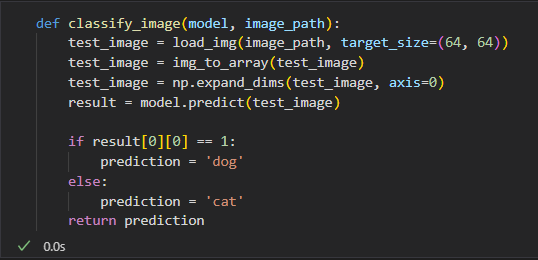 def classify_image(model, image_path):
    test_image = load_img(image_path, target_size=(64, 64))
    test_image = img_to_array(test_image)
    test_image = np.expand_dims(test_image, axis=0)
    result = model.predict(test_image)

    if result[0][0] == 1:
        prediction = 'dog'
    else:
        prediction = 'cat'
    return prediction
✓ 0.0s